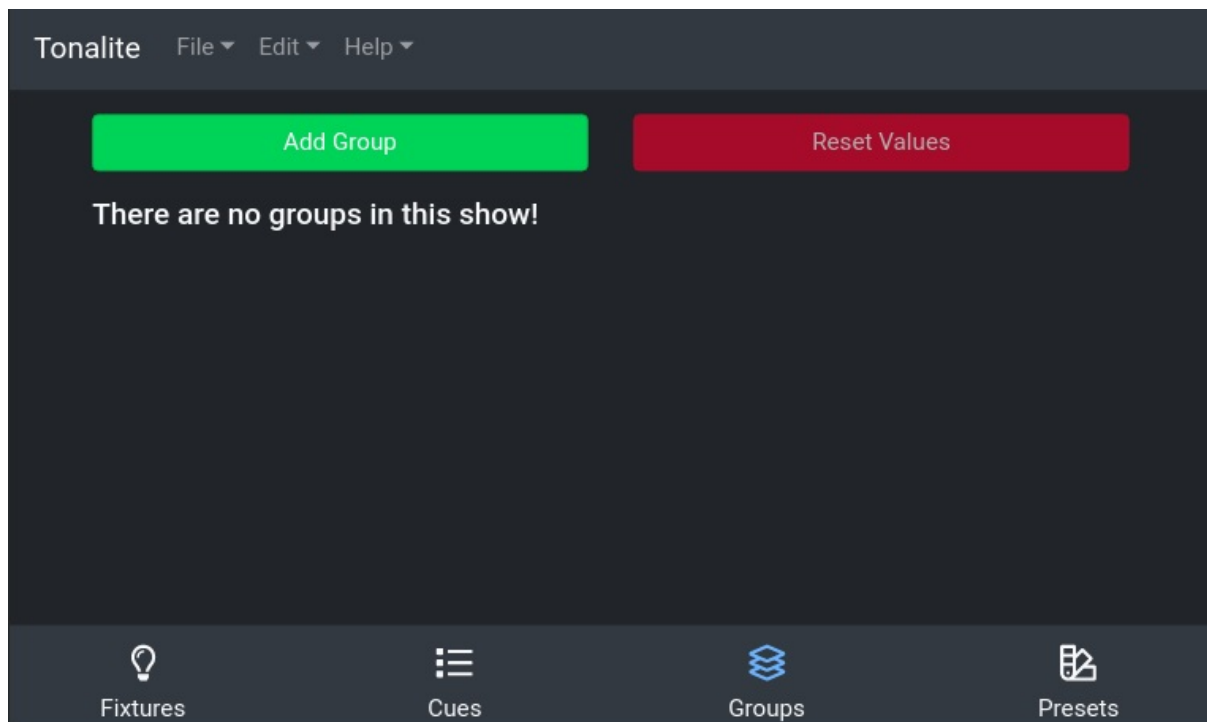 Tonalite File Edit Help
Add Group Reset Values
There are no groups in this show!
Fixtures Cues Groups Presets